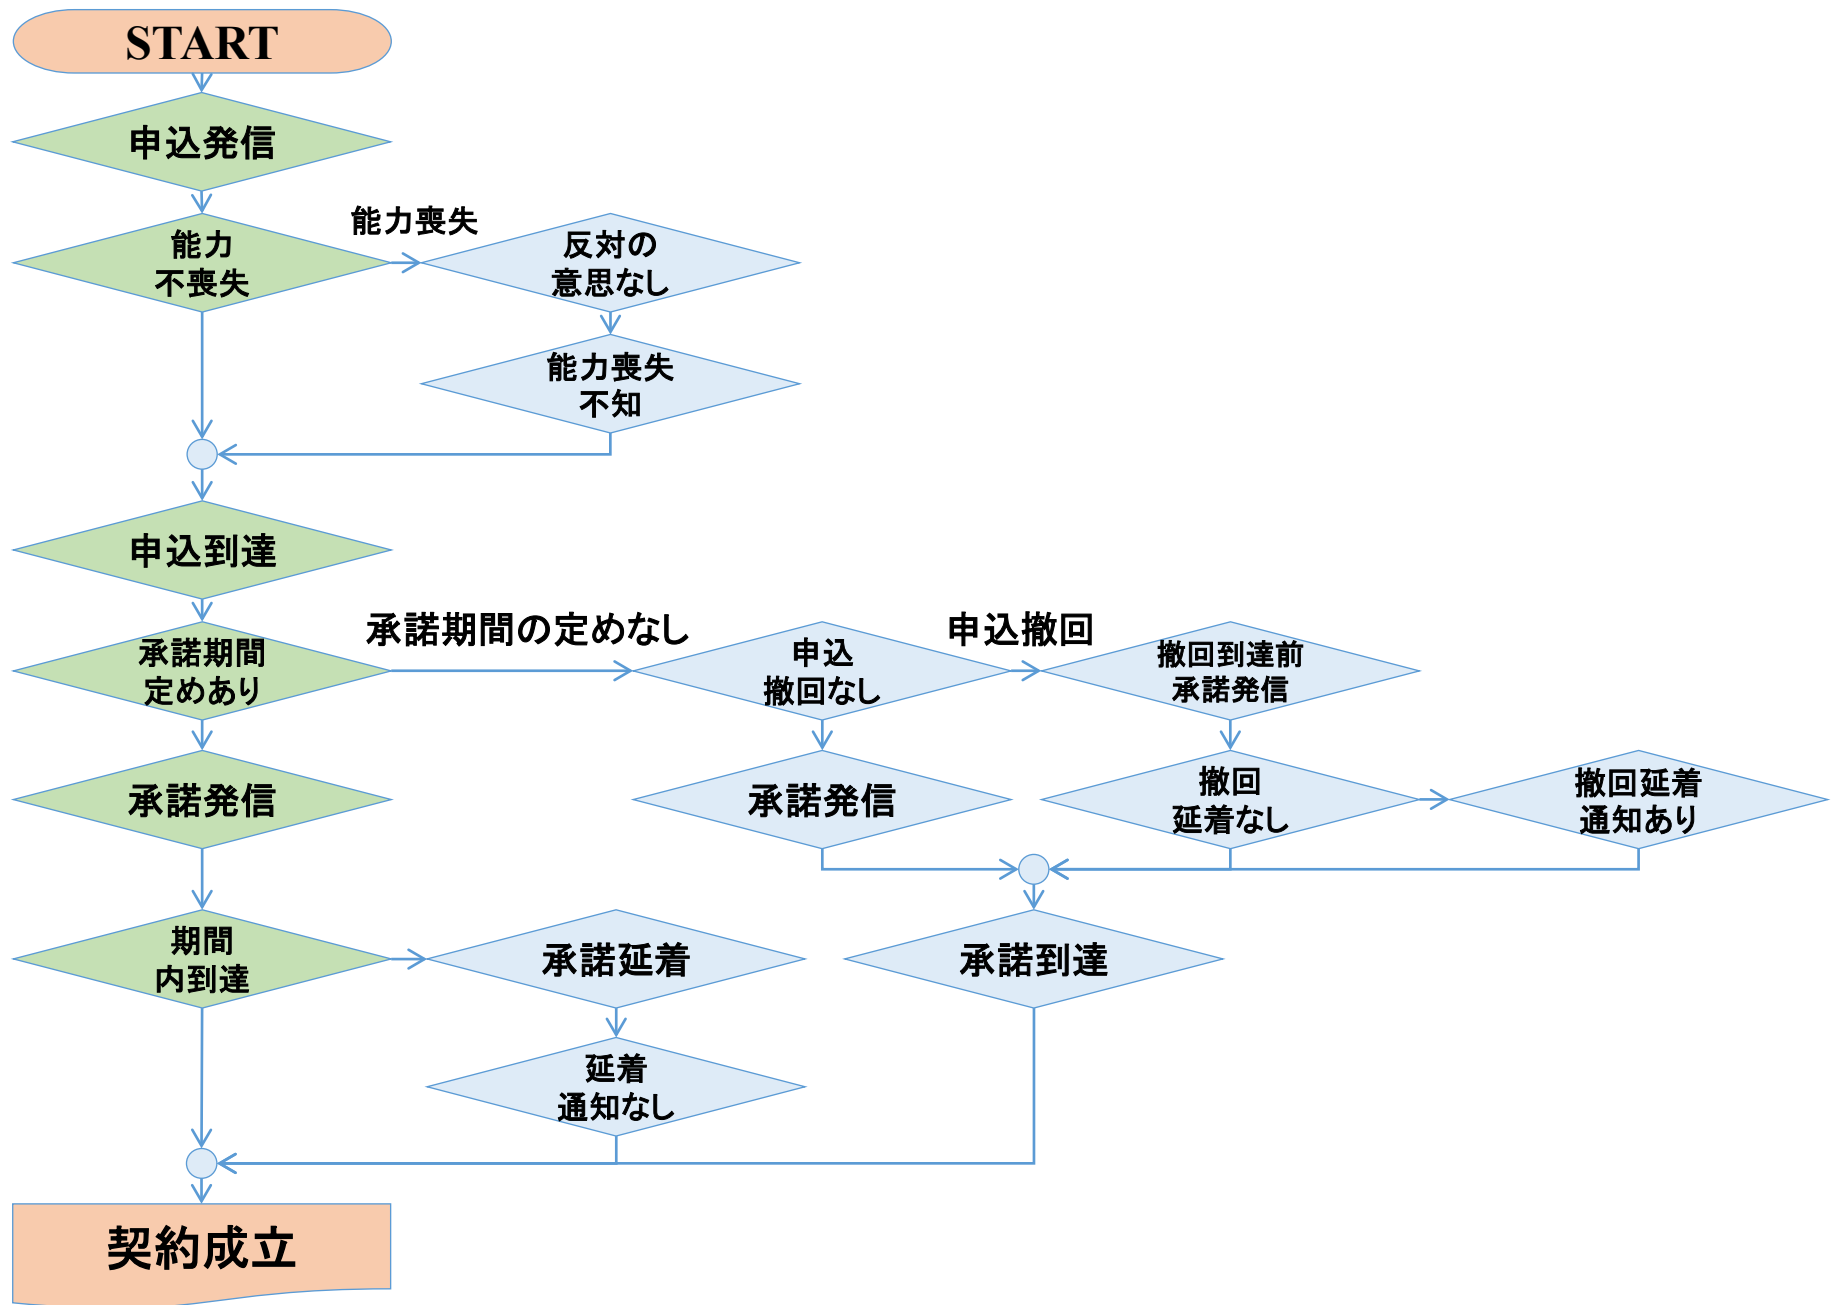 START
申込発信
能力
不喪失
能力喪失
反対の
意思なし
能力喪失
不知
申込到達
承諾期間
定めあり
承諾期間の定めなし
申込
撤回なし
申込撤回
撤回到達前
承諾発信
承諾発信
承諾発信
撤回
延着なし
撤回延着
通知あり
期間
内到達
承諾延着
承諾到達
延着
通知なし
契約成立